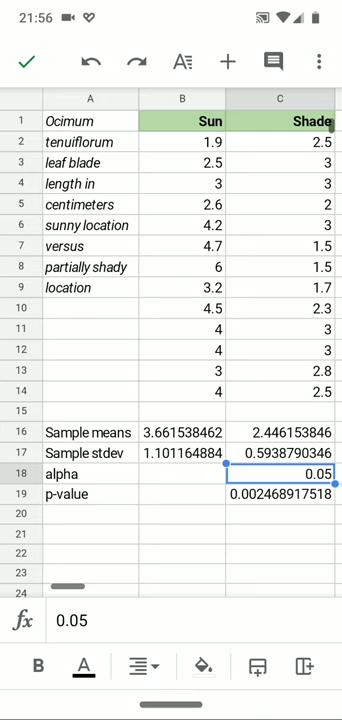 21:56
A B C
1 Ocimum Sun Shade
2 tenuiflorum 1.9 2.5
3 leaf blade 2.5 3
4 length in 3 3
5 centimeters 2.6 2
6 sunny location 4.2 3
7 versus 4.7 1.5
8 partially shady 6 1.5
9 location 3.2 1.7
10 4.5 2.3
11 4 3
12 4 3
13 3 2.8
14 4 2.5
15
16 Sample means 3.661538462 2.446153846
17 Sample stdev 1.101164884 0.5938790346
18 alpha 0.05
19 p-value 0.002468917518
20
21
22
23
24
fx 0.05
B A